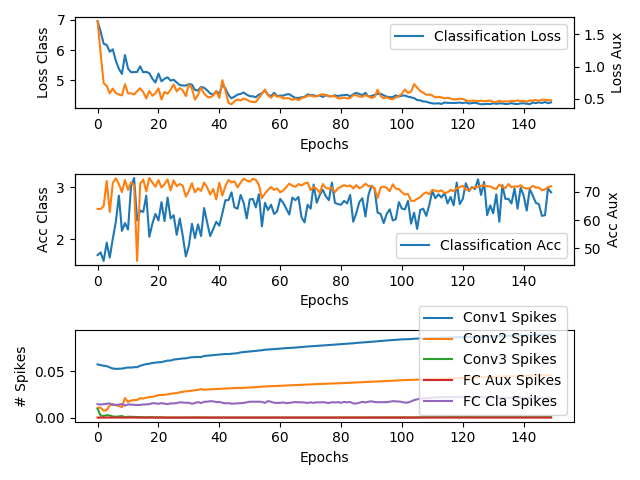 7
6
5
Loss Class
Classification Loss
1.5
1.0
0.5
Loss Aux
0 20 40 60 80 100 120 140
Epochs
3
2
Acc Class
Classification Acc
70
60
50
Acc Aux
0 20 40 60 80 100 120 140
Epochs
0.05
0.00
# Spikes
Conv1 Spikes
Conv2 Spikes
Conv3 Spikes
FC Aux Spikes
FC Cla Spikes
0 20 40 60 80 100 120 140
Epochs